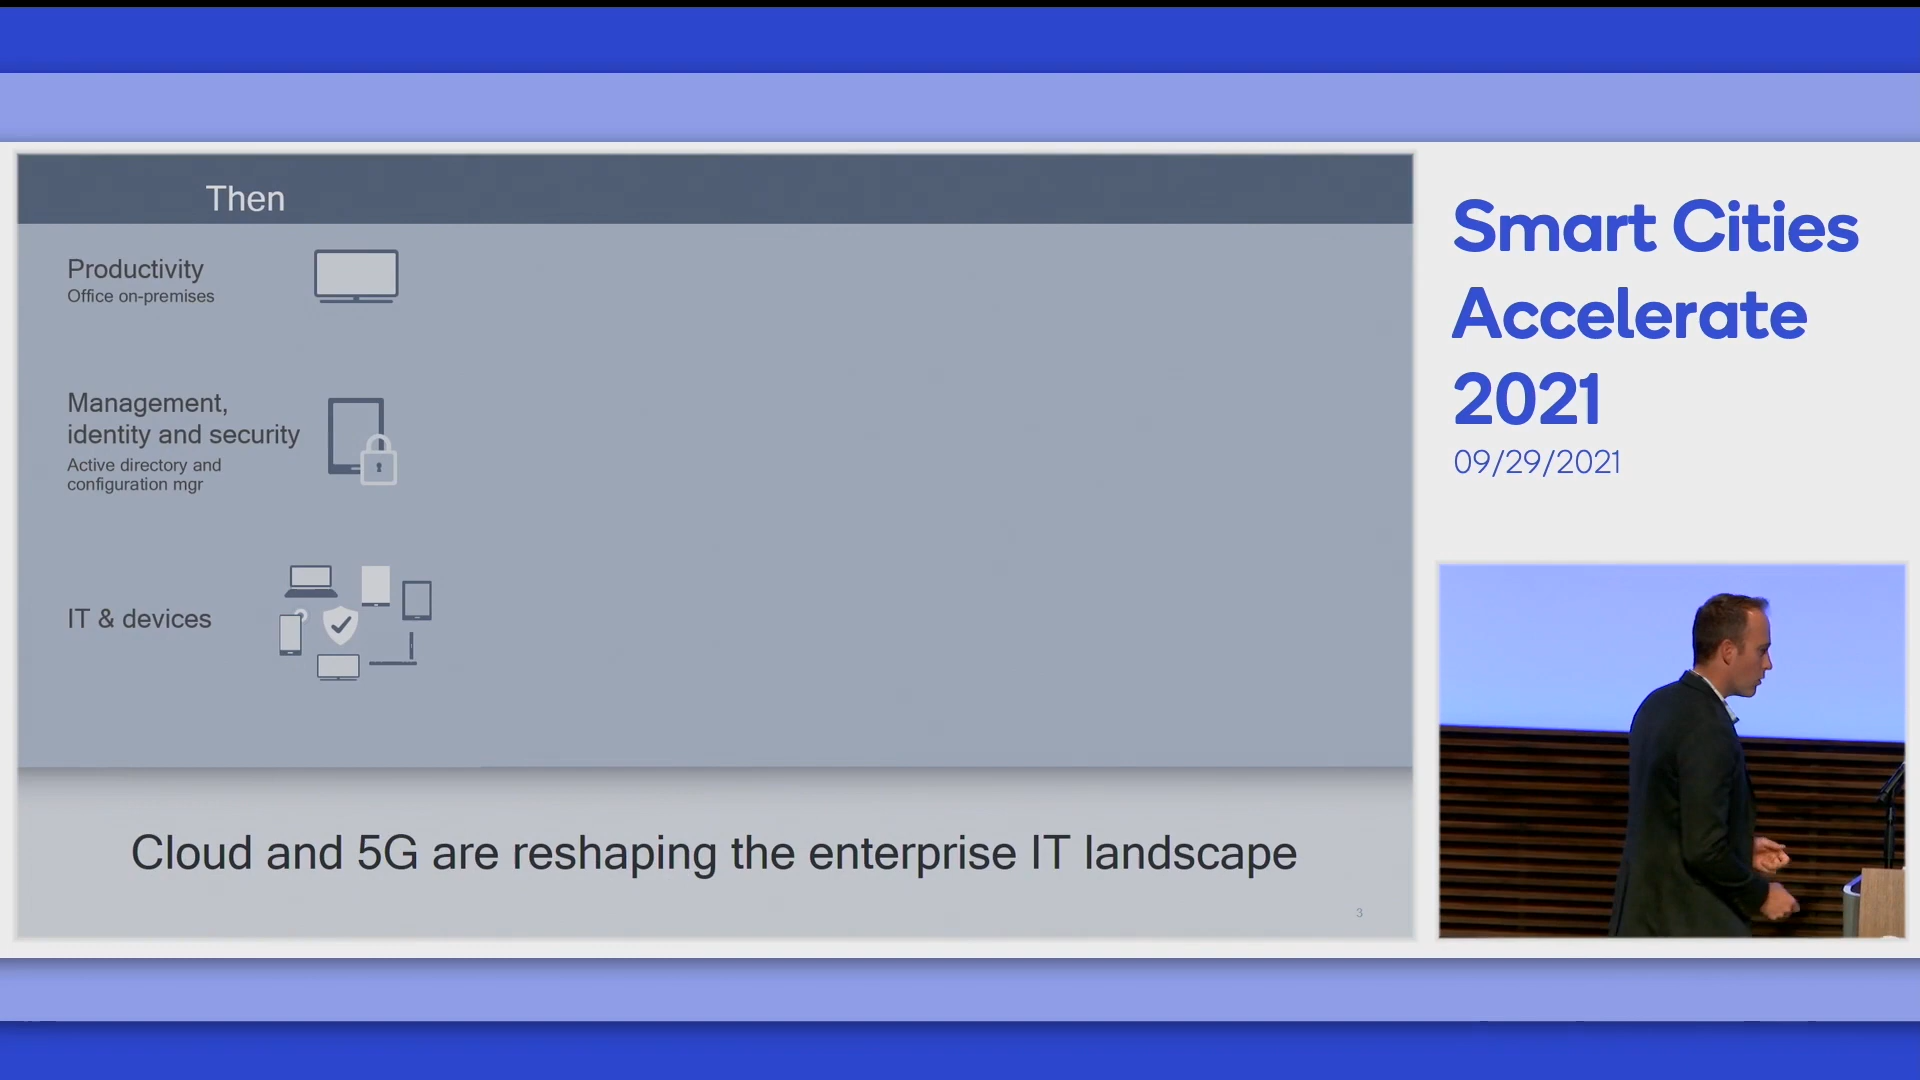 Then
Productivity
Office on-premises
Management,
identity and security
Active directory and
configuration mgr
IT & devices
Cloud and 5G are reshaping the enterprise IT landscape
3
Smart Cities
Accelerate
2021
09/29/2021